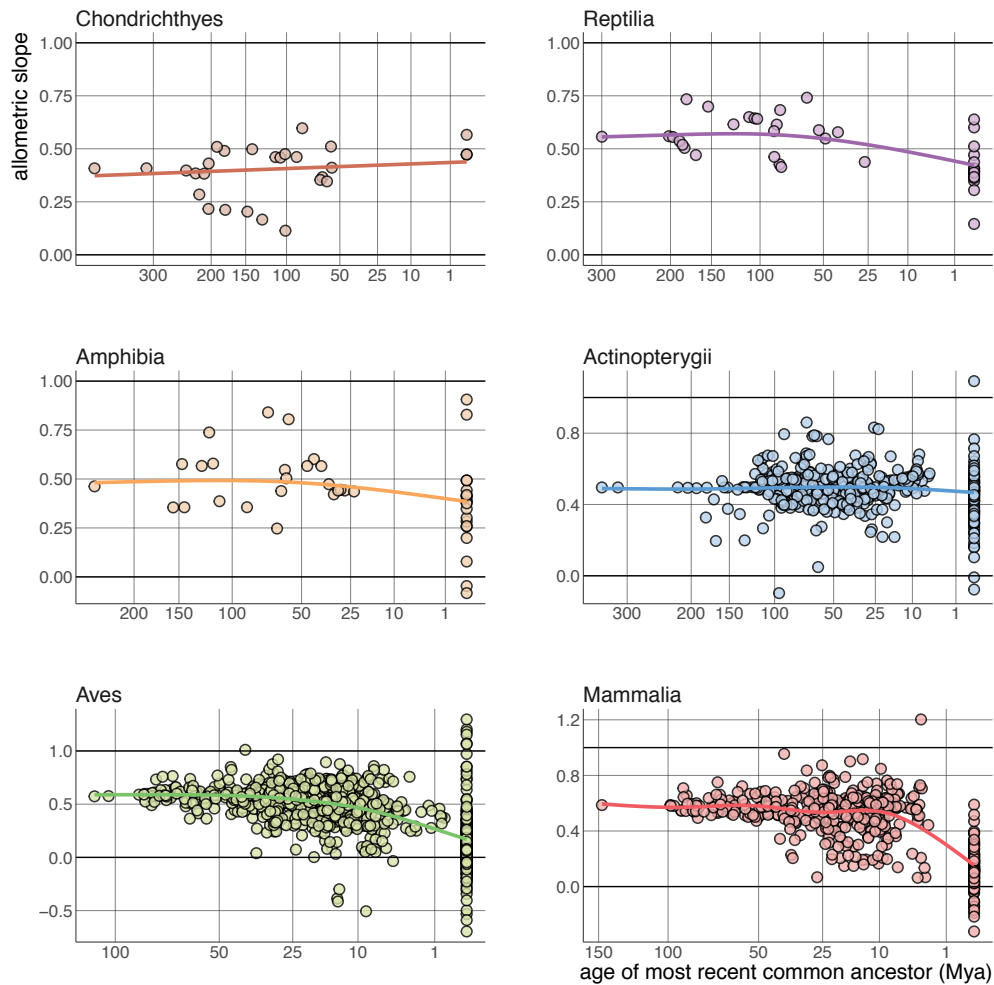 Chondrichthyes
allometric slope
1.00
0.75
0.50
0.25
0.00
300 200 150 100 50 25 10 1
Reptilia
1.00
0.75
0.50
0.25
0.00
300 200 150 100 50 25 10 1
Amphibia
1.00
0.75
0.50
0.25
0.00
200 150 100 50 25 10 1
Actinopterygii
0.8
0.4
0.0
300 200 150 100 50 25 10 1
Aves
1.0
0.5
0.0
−0.5
100 50 25 10 1
Mammalia
1.2
0.8
0.4
0.0
150 100 50 25 10 1
age of most recent common ancestor (Mya)